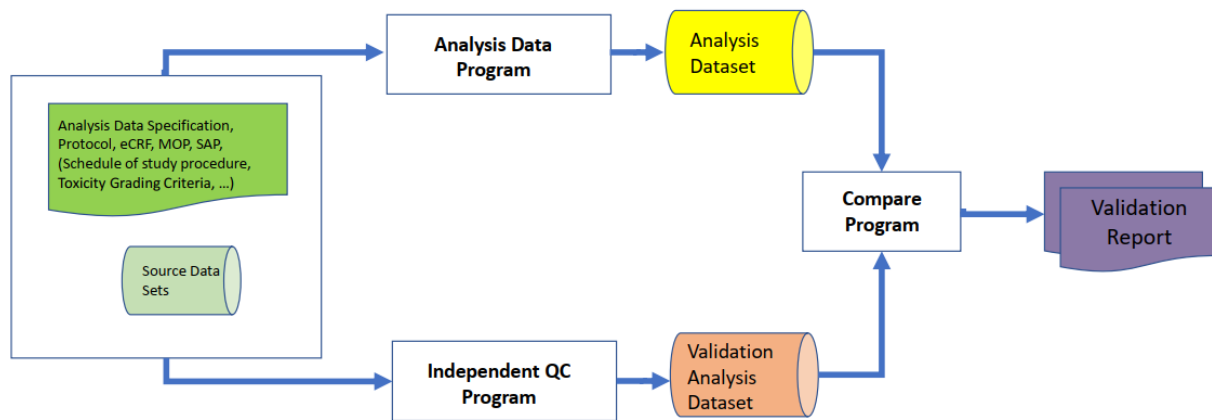 Analysis Data
Program
Analysis
Dataset
Analysis Data Specification,
Protocol, eCRF, MOP, SAP,
(Schedule of study procedure,
Toxicity Grading Criteria, …)
Source Data
Sets
Compare
Program
Validation
Report
Independent QC
Program
Validation
Analysis
Dataset